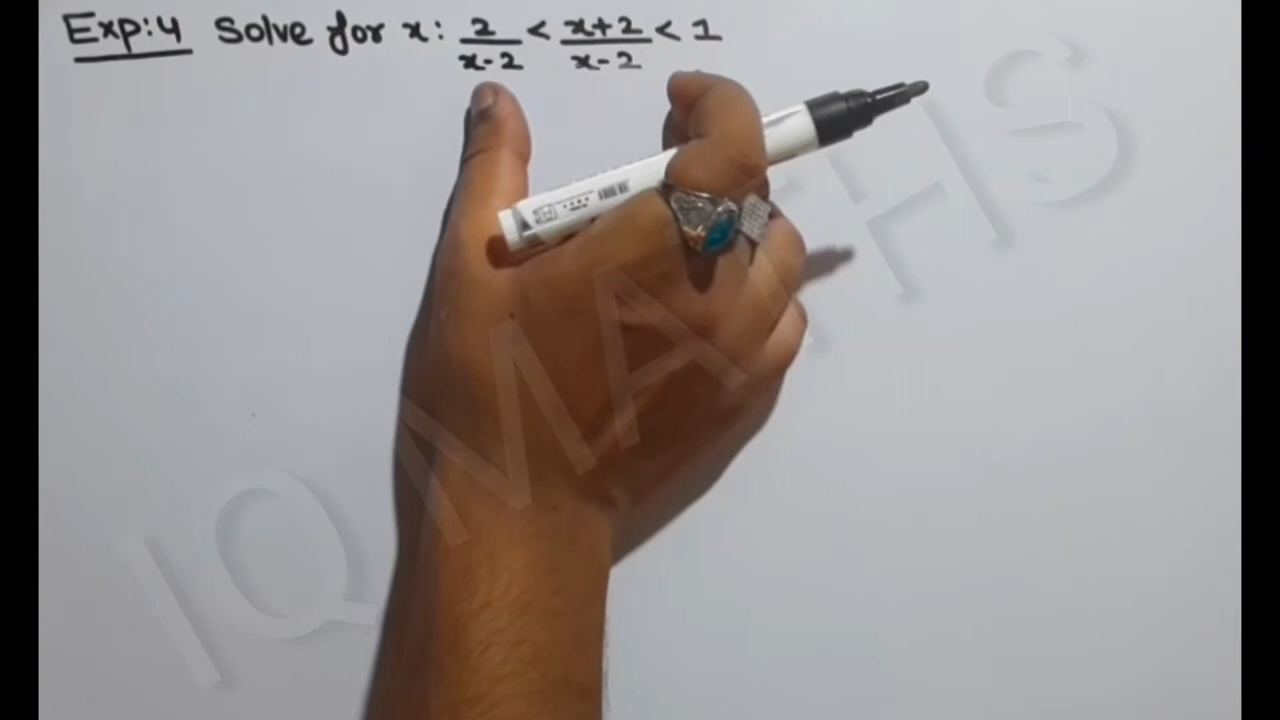 Exp:4 Solve for x: 2/(x-2) < (x+2)/(x-2) < 1
IQ MATHS